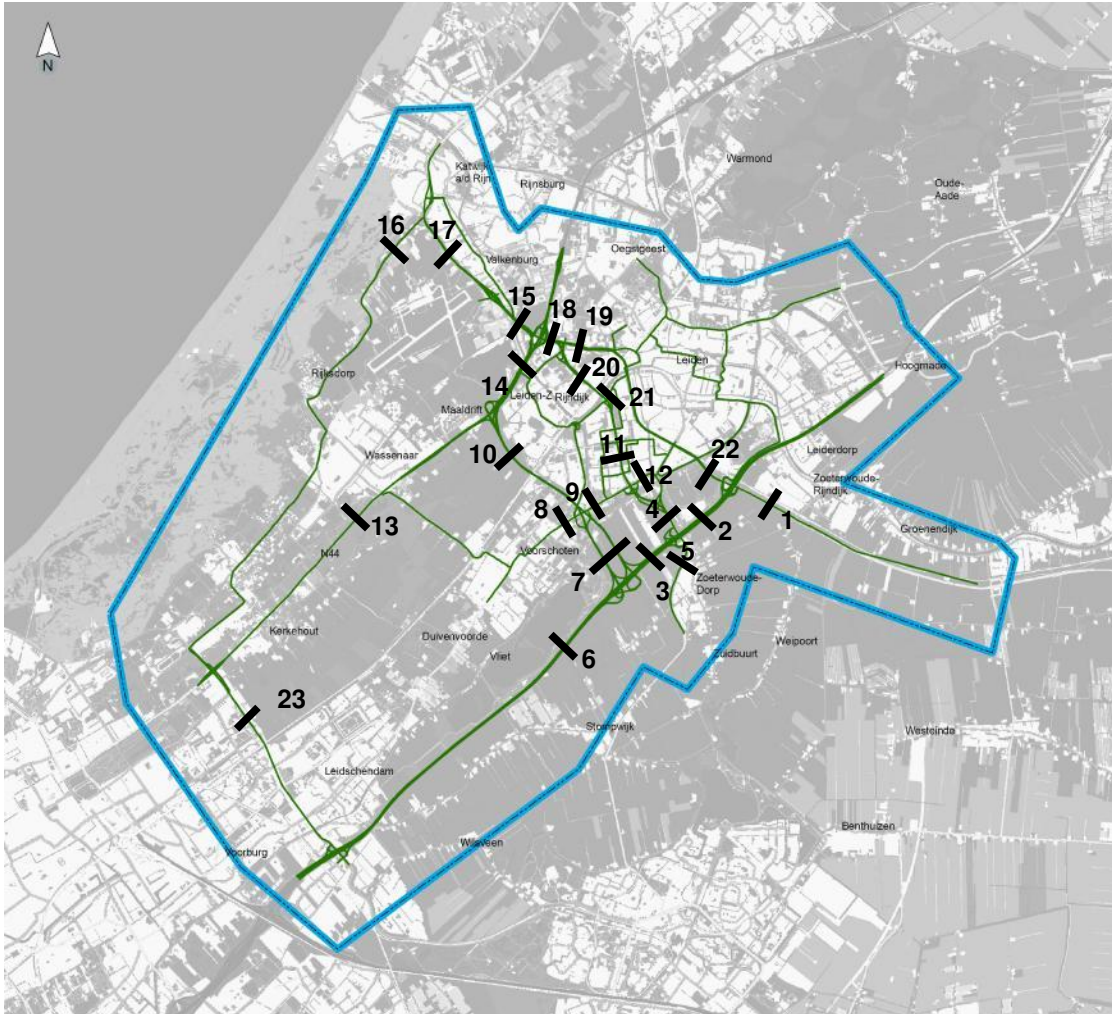 N
Katwijk
a/d Rijn
Rijnsburg
Warmond
Oude-
Aade
16
17
Valkenburg
Oegstgeest
15
18
19
Rijksdorp
14
Leiden
20
Hoogmade
Maaldrift
Leiden-Z
Rijndijk
21
Wassenaar
10
11
12
22
Leiderdorp
Zoeterwoude-
Rijndijk
13
9
8
4
2
1
Groenendijk
N44
Voorschoten
7
3
5
Zoeterwoude-
Dorp
Kerkehout
Duivenvoorde
Vliet
6
Zuidbuurt
Weipoort
23
Stompwijk
Westeinde
Leidschendam
Voorburg
Wilsveen
Benthuizen